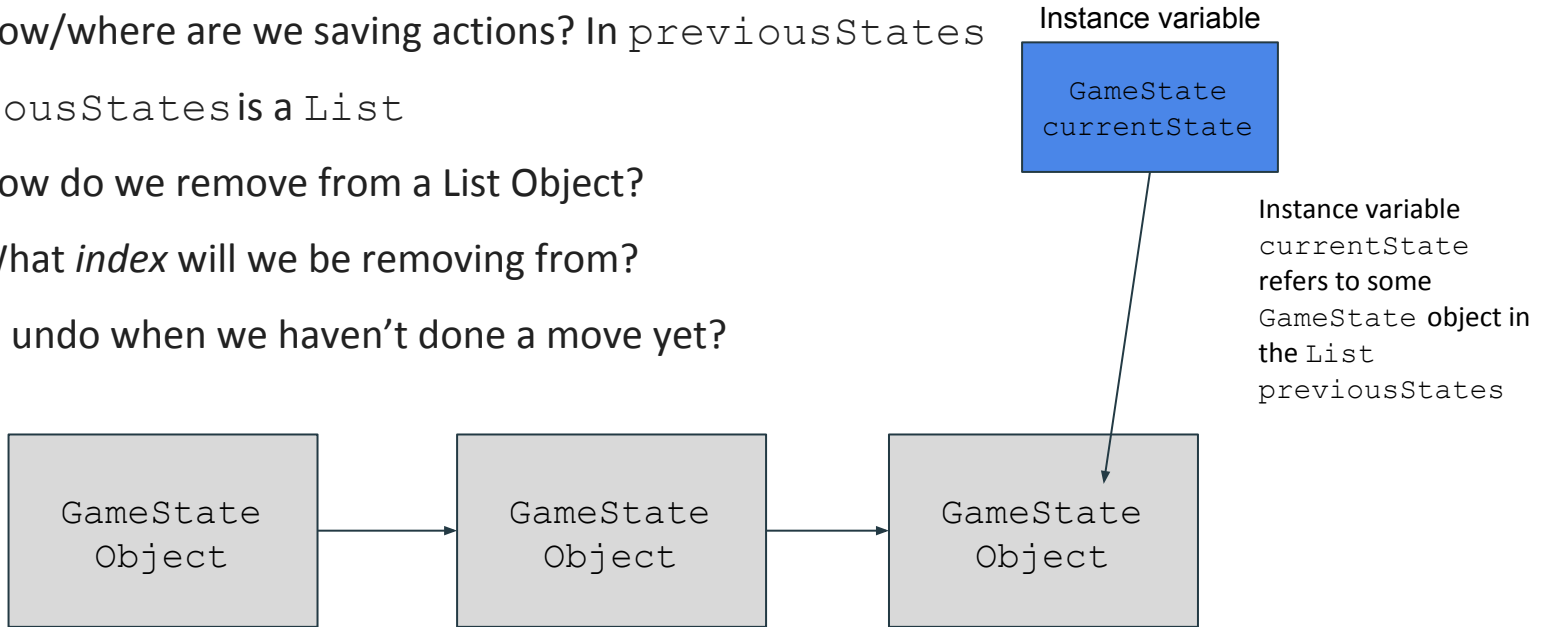 ow/where are we saving actions? In previousStates
ousStates is a List
ow do we remove from a List Object?
hat index will we be removing from?
undo when we haven't done a move yet?
Instance variable
GameState
currentState
Instance variable
currentState
refers to some
GameState object in
the List
previousStates
GameState
Object
GameState
Object
GameState
Object